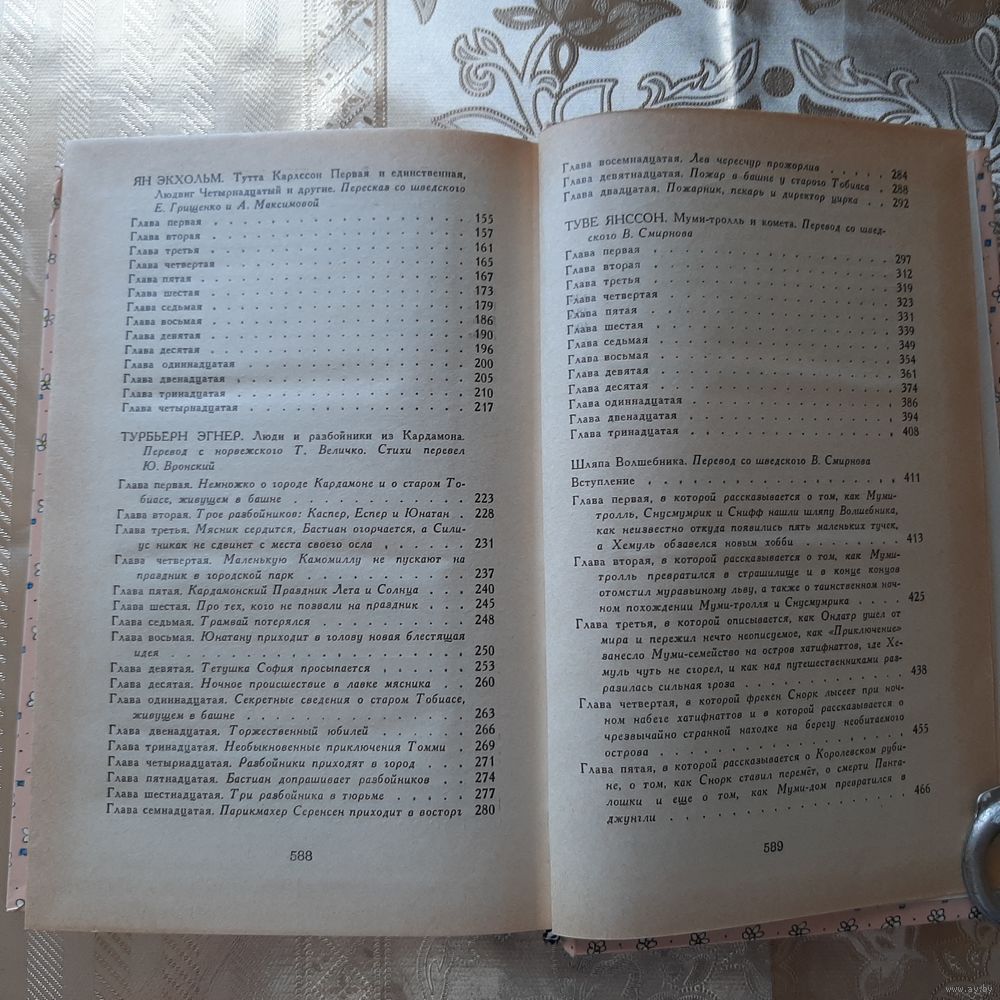 ЯН ЭКХОЛЬМ. Тутта Карлссон Первая и единственная,
Людвиг Четырнадцатый и другие. Пересказ со шведского
Е. Грищенко и А. Максимовой
Глава первая . . . . . . . . . . . . . . . . 155
Глава вторая . . . . . . . . . . . . . . . . 157
Глава третья . . . . . . . . . . . . . . . . 161
Глава четвертая . . . . . . . . . . . . . . . 165
Глава пятая . . . . . . . . . . . . . . . . 167
Глава шестая . . . . . . . . . . . . . . . . 173
Глава седьмая . . . . . . . . . . . . . . . . 179
Глава восьмая . . . . . . . . . . . . . . . . 186
Глава девятая . . . . . . . . . . . . . . . . 190
Глава десятая . . . . . . . . . . . . . . . . 196
Глава одиннадцатая . . . . . . . . . . . . . . 200
Глава двенадцатая . . . . . . . . . . . . . . 205
Глава тринадцатая . . . . . . . . . . . . . . 210
Глава четырнадцатая . . . . . . . . . . . . . 217
ТУРБЬЕРН ЭГНЕР. Люди и разбойники из Кардамона.
Перевод с норвежского Т. Величко. Стихи перевел
Ю. Вронский
Глава первая. Немножко о городе Кардамоне и о старом То-
биасе, живущем в башне . . . . . . . . . . . 223
Глава вторая. Трое разбойников: Каспер, Еспер и Юнатан . 228
Глава третья. Мясник сердится, Бастиан огорчается, а Сили-
ус никак не сдвинет с места своего осла . . . . . 231
Глава четвертая. Маленькую Камомиллу не пускают на
праздник в городской парк . . . . . . . . . . 237
Глава пятая. Кардамонский Праздник Лета и Солнца . . . 240
Глава шестая. Про тех, кого не позвали на праздник . . . 245
Глава седьмая. Трамвай потерялся . . . . . . . . . 248
Глава восьмая. Юнатану приходит в голову новая блестящая
идея . . . . . . . . . . . . . . . . . . 250
Глава девятая. Тетушка София просыпается . . . . . . 253
Глава десятая. Ночное происшествие в лавке мясника . . 260
Глава одиннадцатая. Секретные сведения о старом Тобиасе,
живущем в башне . . . . . . . . . . . . . 263
Глава двенадцатая. Торжественный юбилей . . . . . . 266
Глава тринадцатая. Необыкновенные приключения Томми . 269
Глава четырнадцатая. Разбойники приходят в город . . . 271
Глава пятнадцатая. Бастиан допрашивает разбойников . . 274
Глава шестнадцатая. Три разбойника в тюрьме . . . . . 277
Глава семнадцатая. Парикмахер Серенсен приходит в восторг 280
588
Глава восемнадцатая. Лев чересчур прожорлив . . . . . 284
Глава девятнадцатая. Пожар в башне у старого Тобиаса . 288
Глава двадцатая. Пожарник, пекарь и директор цирка . . 292
ТУВЕ ЯНССОН. Муми-тролль и комета. Перевод со швед-
ского В. Смирнова
Глава первая . . . . . . . . . . . . . . . . 297
Глава вторая . . . . . . . . . . . . . . . . 312
Глава третья . . . . . . . . . . . . . . . . 319
Глава четвертая . . . . . . . . . . . . . . . 323
Глава пятая . . . . . . . . . . . . . . . . 331
Глава шестая . . . . . . . . . . . . . . . . 339
Глава седьмая . . . . . . . . . . . . . . . . 349
Глава восьмая . . . . . . . . . . . . . . . . 354
Глава девятая . . . . . . . . . . . . . . . . 361
Глава десятая . . . . . . . . . . . . . . . . 374
Глава одиннадцатая . . . . . . . . . . . . . . 386
Глава двенадцатая . . . . . . . . . . . . . . 394
Глава тринадцатая . . . . . . . . . . . . . . 408
Шляпа Волшебника. Перевод со шведского В. Смирнова
Вступление . . . . . . . . . . . . . . . . . 411
Глава первая, в которой рассказывается о том, как Муми-
тролль, Снусмумрик и Снифф нашли шляпу Волшебника,
как неизвестно откуда появились пять маленьких тучек,
а Хемуль обзавелся новым хобби . . . . . . . 413
Глава вторая, в которой рассказывается о том, как Муми-
тролль превратился в страшилище и в конце концов
отомстил муравьиному льву, а также о таинственном ноч-
ном похождении Муми-тролля и Снусмумрика . . . . 425
Глава третья, в которой описывается, как Ондатр ушел от
мира и пережил нечто неописуемое, как «Приключение»
занесло Муми-семейство на остров хатифнаттов, где Хе-
муль чуть не сгорел, и как над путешественниками раз-
разилась сильная гроза . . . . . . . . . . . 438
Глава четвертая, в которой фрекен Снорк лысеет при ноч-
ном набеге хатифнаттов и в которой рассказывается о
чрезвычайно странной находке на берегу необитаемого
острова . . . . . . . . . . . . . . . . . 455
Глава пятая, в которой рассказывается о Королевском руби-
не, о том, как Снорк ставил перемёт, о смерти Панта-
лошки и еще о том, как Муми-дом превратился в
джунгли . . . . . . . . . . . . . . . . . 466
589
www.ay.by